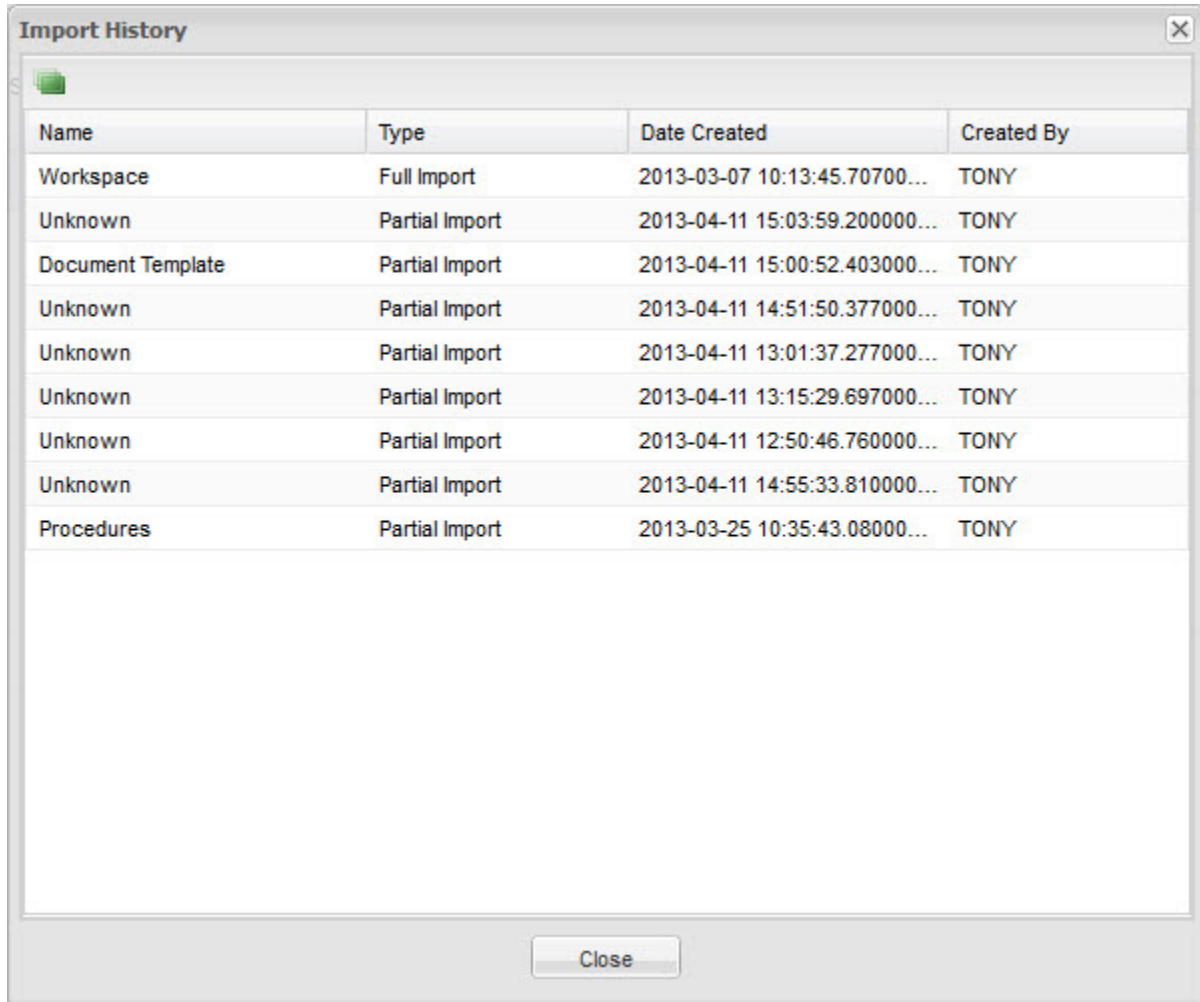 Import History
S
Name Type Date Created Created By
Workspace Full Import 2013-03-07 10:13:45.70700... TONY
Unknown Partial Import 2013-04-11 15:03:59.200000... TONY
Document Template Partial Import 2013-04-11 15:00:52.403000... TONY
Unknown Partial Import 2013-04-11 14:51:50.377000... TONY
Unknown Partial Import 2013-04-11 13:01:37.277000... TONY
Unknown Partial Import 2013-04-11 13:15:29.697000... TONY
Unknown Partial Import 2013-04-11 12:50:46.760000... TONY
Unknown Partial Import 2013-04-11 14:55:33.810000... TONY
Procedures Partial Import 2013-03-25 10:35:43.08000... TONY
Close